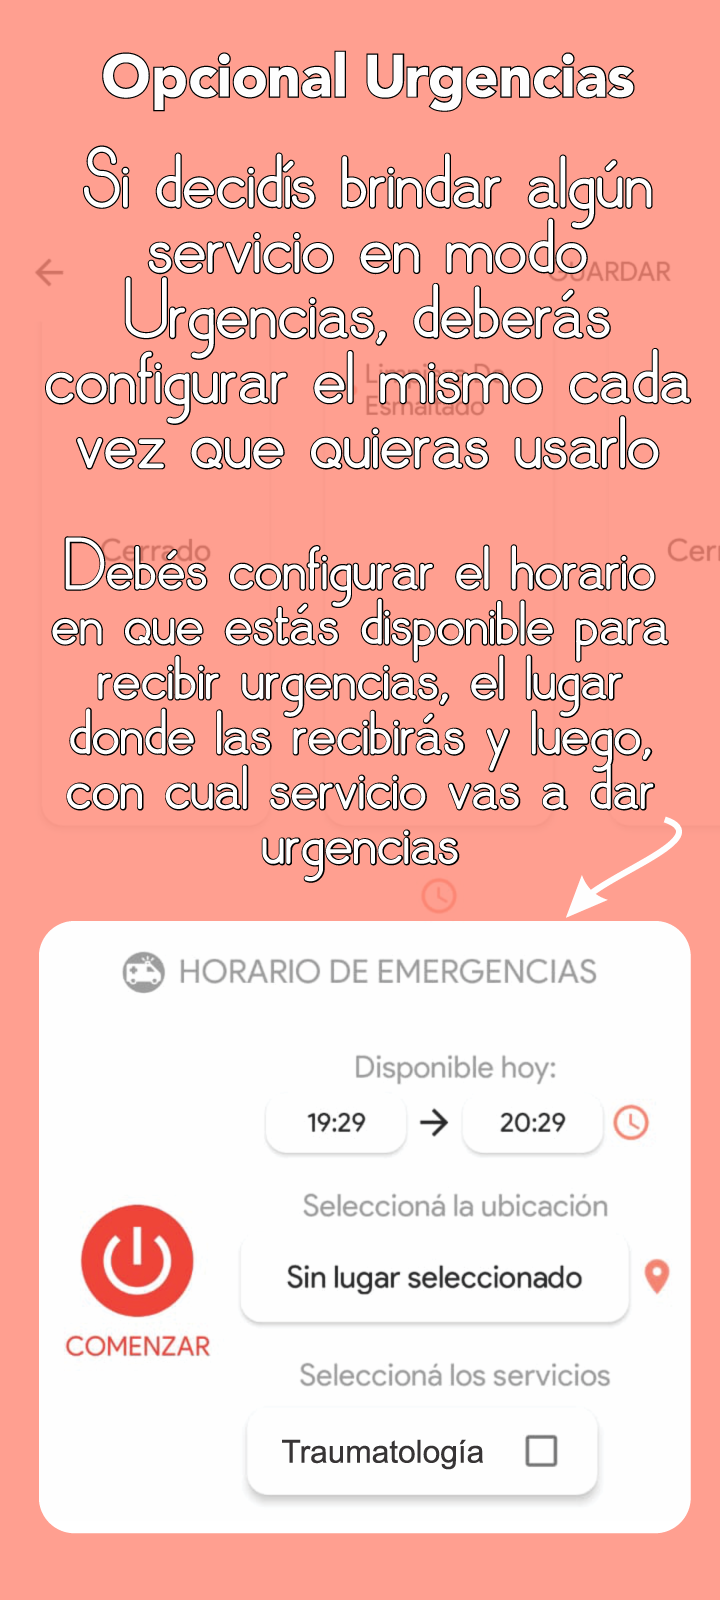 Opcional Urgencias
Si decidís brindar algún
servicio en modo
GUARDAR
Urgencias, deberás
Limpieza De
configurar el mismo cada
Esmaltado
vez que quieras usarlo
Cerrado
Cer
Debés configurar el horario
en que estás disponible para
recibir urgencias, el lugar
donde las recibirás y luego,
con cual servicio vas a dar
urgencias
HORARIO DE EMERGENCIAS
Disponible hoy:
19:29 → 20:29
Seleccioná la ubicación
Sin lugar seleccionado
COMENZAR
Seleccioná los servicios
Traumatología